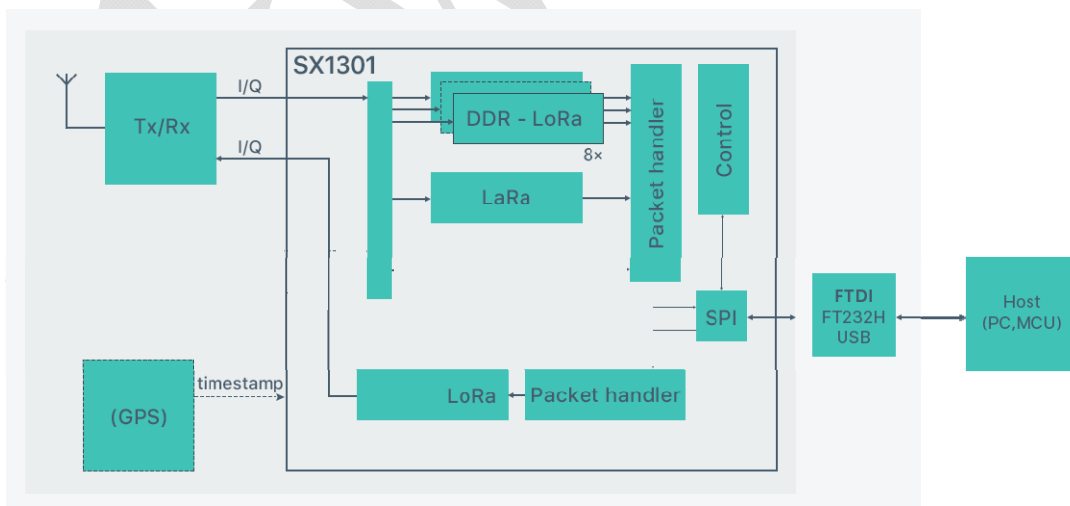 SX1301
I/Q
Tx/Rx
I/Q
DDR - LoRa
8×
LaRa
Packet handler
Control
SPI
FTDI
FT232H
USB
Host
(PC,MCU)
timestamp
(GPS)
LoRa
Packet handler